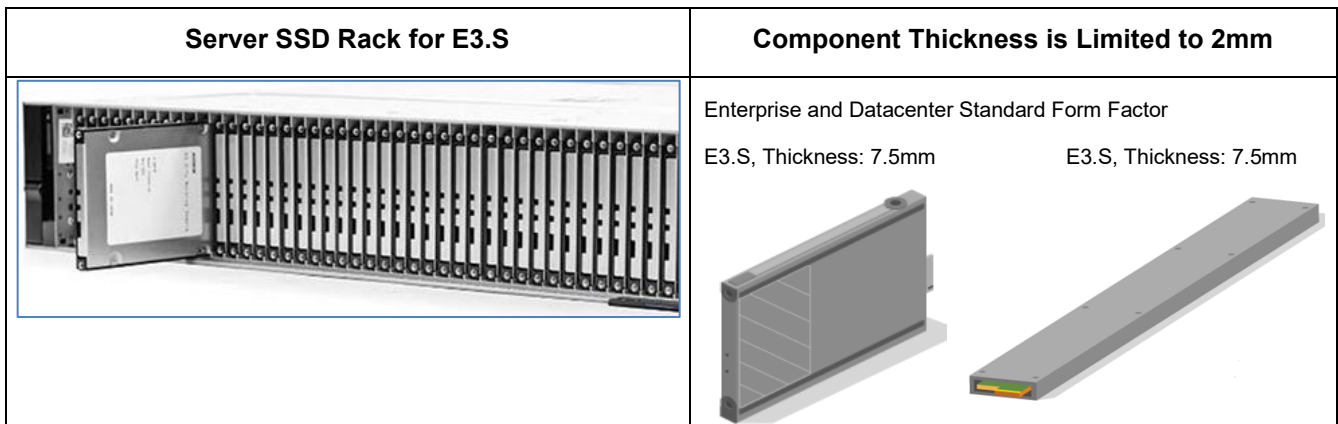 Server SSD Rack for E3.S
Component Thickness is Limited to 2mm
Enterprise and Datacenter Standard Form Factor
E3.S, Thickness: 7.5mm
E3.S, Thickness: 7.5mm